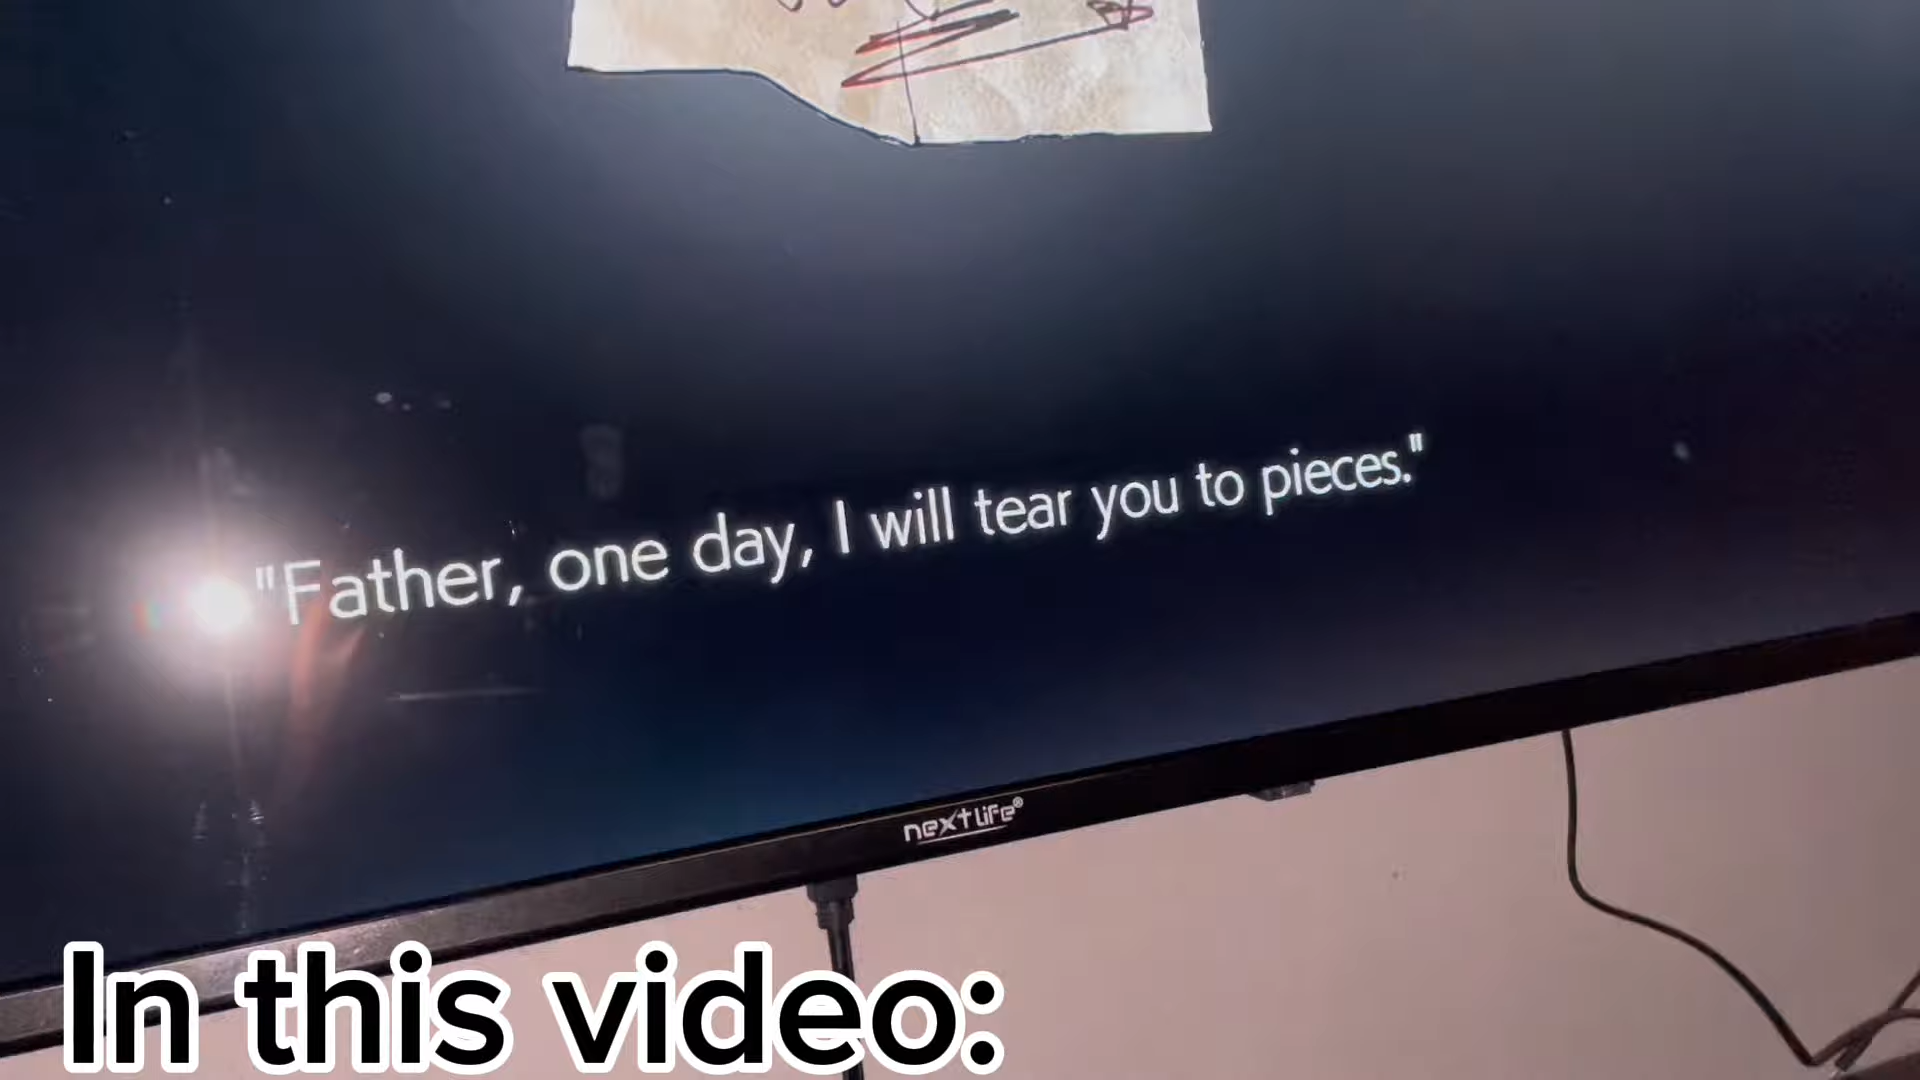 "Father, one day, I will tear you to pieces."
nextLiFe®
In this video: